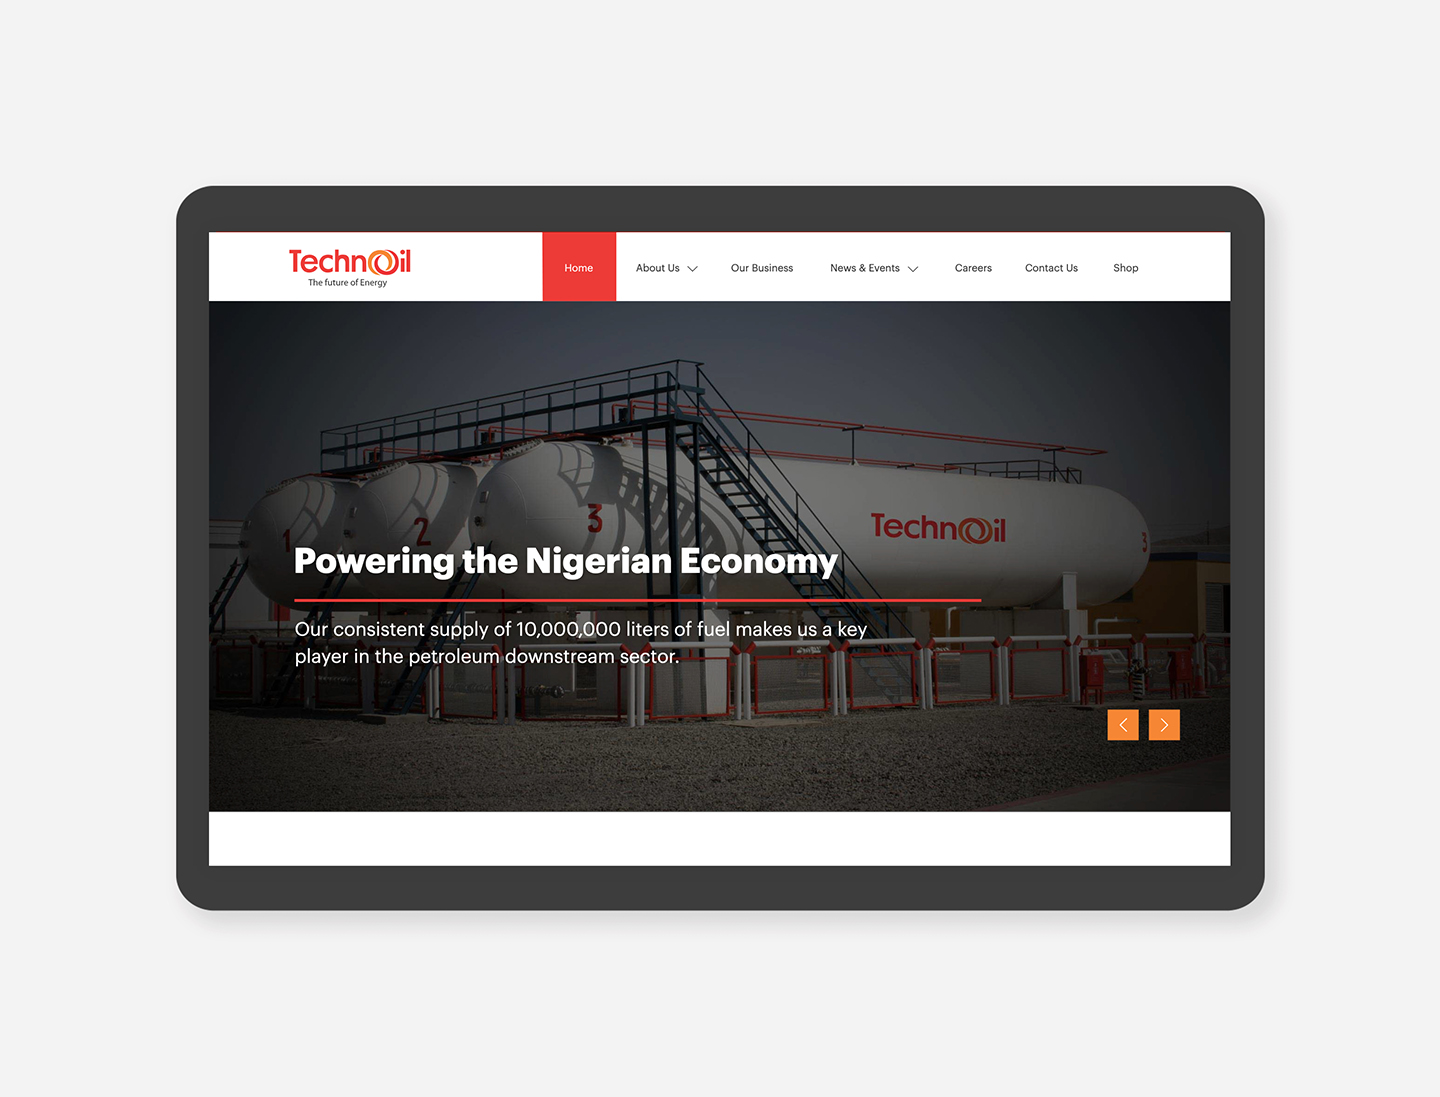 TechnOil
The future of Energy
Home
About Us
Our Business
News & Events
Careers
Contact Us
Shop
1
2
3
TechnOil
3
Powering the Nigerian Economy
Our consistent supply of 10,000,000 liters of fuel makes us a key
player in the petroleum downstream sector.